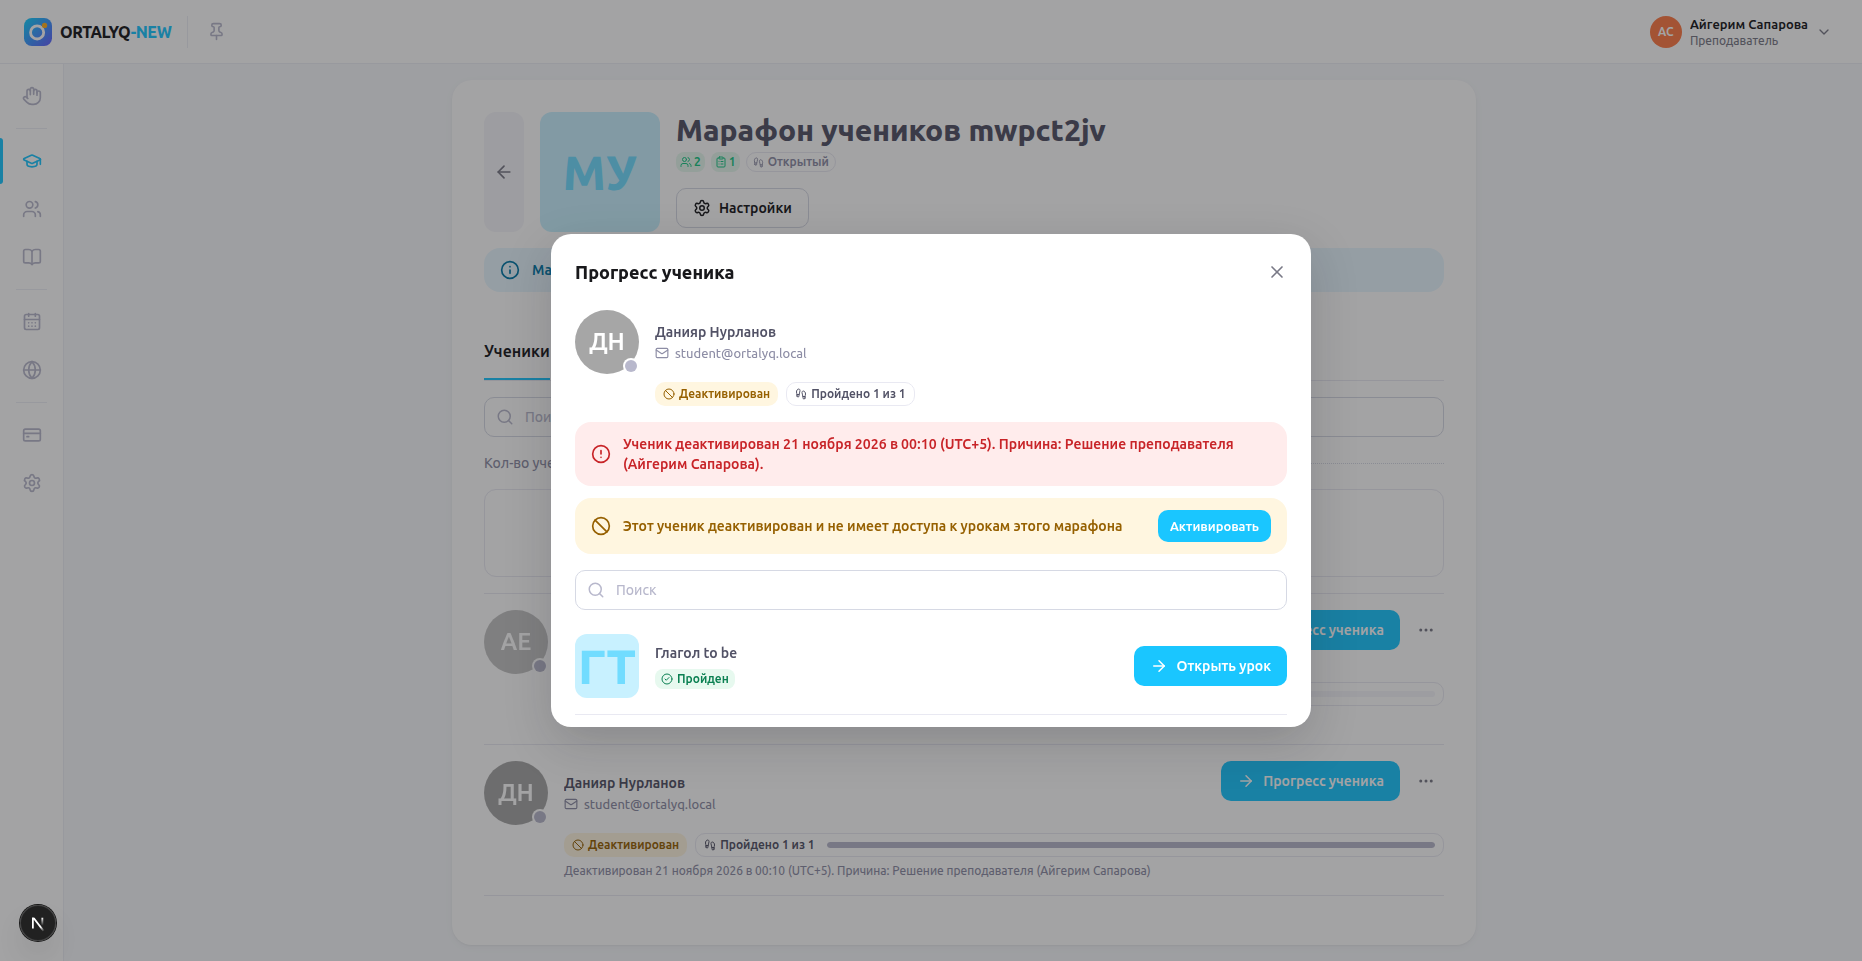 ORTALYQ-NEW
АС
Айгерим Сапарова
Преподаватель
МУ
Марафон учеников mwpct2jv
2
1
Открытый
Настройки
Ма
Прогресс ученика
ДН
Данияр Нурланов
student@ortalyq.local
Деактивирован
Пройдено 1 из 1
Ученик деактивирован 21 ноября 2026 в 00:10 (UTC+5). Причина: Решение преподавателя
(Айгерим Сапарова).
Этот ученик деактивирован и не имеет доступа к урокам этого марафона
Активировать
Поиск
ГТ
Глагол to be
Пройден
Открыть урок
Ученики
Пои
Кол-во уче
АЕ
сс ученика
ДН
Данияр Нурланов
student@ortalyq.local
Прогресс ученика
Деактивирован
Пройдено 1 из 1
Деактивирован 21 ноября 2026 в 00:10 (UTC+5). Причина: Решение преподавателя (Айгерим Сапарова)
N